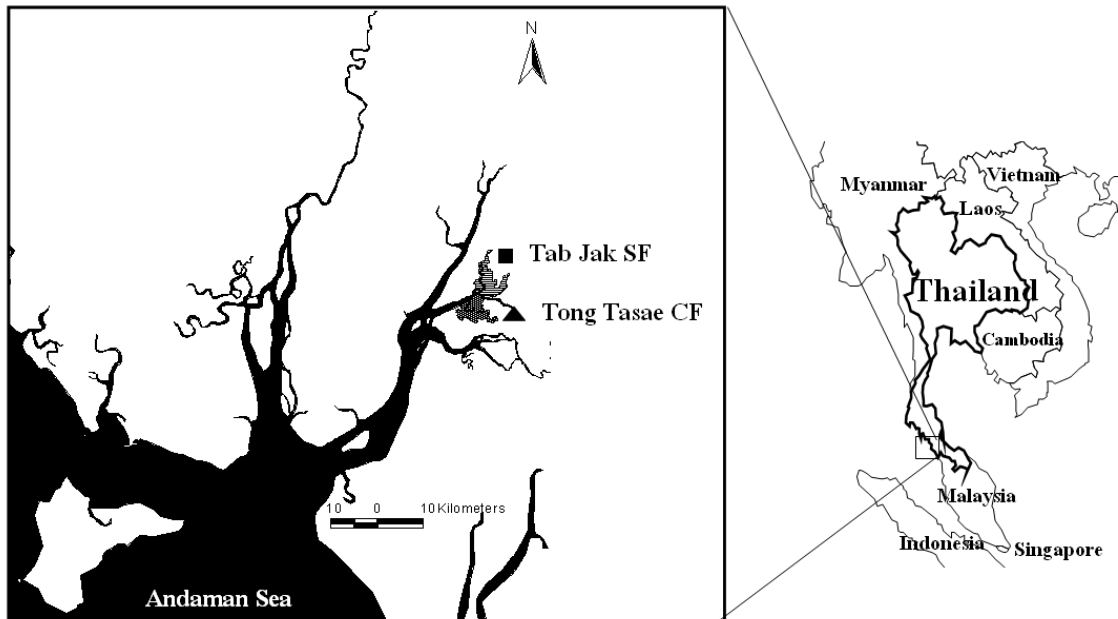 N
Tab Jak SF
Tong Tasae CF
10 0 10 Kilometers
Andaman Sea
Myanmar
Vietnam
Laos
Thailand
Cambodia
Malaysia
Indonesia
Singapore